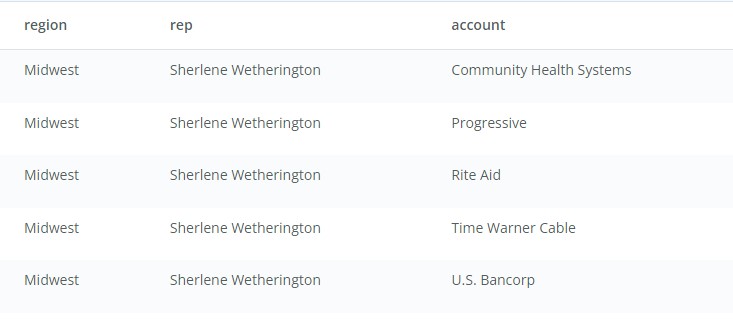 region rep account
Midwest Sherlene Wetherington Community Health Systems
Midwest Sherlene Wetherington Progressive
Midwest Sherlene Wetherington Rite Aid
Midwest Sherlene Wetherington Time Warner Cable
Midwest Sherlene Wetherington U.S. Bancorp